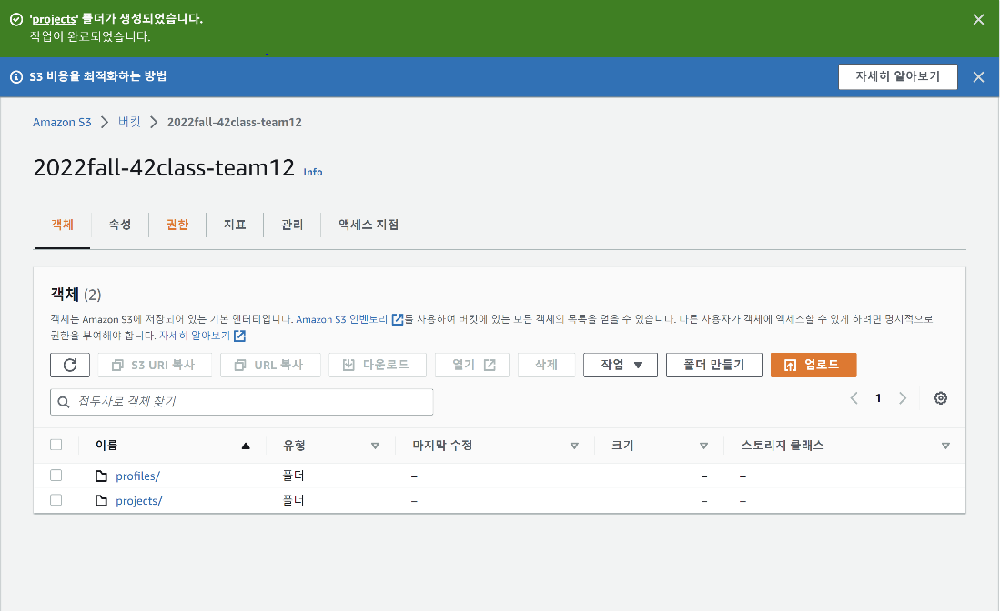 'projects' 폴더가 생성되었습니다.
작업이 완료되었습니다.
S3 비용을 최적화하는 방법
자세히 알아보기
Amazon S3 > 버킷 > 2022fall-42class-team12
2022fall-42class-team12 Info
객체 속성 권한 지표 관리 액세스 지점
객체 (2)
객체는 Amazon S3에 저장되어 있는 기본 엔터티입니다. Amazon S3 인벤토리를 사용하여 버킷에 있는 모든 객체의 목록을 얻을 수 있습니다. 다른 사용자가 객체에 액세스할 수 있게 하려면 명시적으로
권한을 부여해야 합니다. 자세히 알아보기
S3 URI 복사 URL 복사 다운로드 열기 삭제 작업 폴더 만들기 업로드
접두사로 객체 찾기
1
이름 유형 마지막 수정 크기 스토리지 클래스
profiles/ 폴더 – – –
projects/ 폴더 – – –